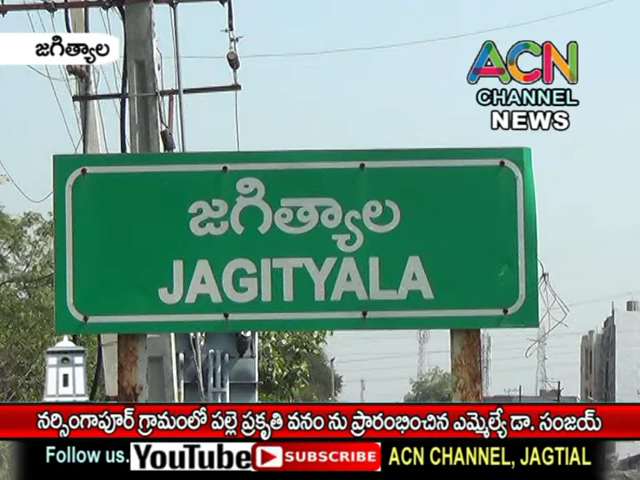 జగిత్యాల
ACN
CHANNEL
NEWS
జగిత్యాల
JAGITYALA
నర్సింగాపూర్ గ్రామంలో పల్లె ప్రకృతి వనం ను ప్రారంభించిన ఎమ్మెల్యే డా. సంజయ్
Follow us. YouTube SUBSCRIBE ACN CHANNEL, JAGTIAL